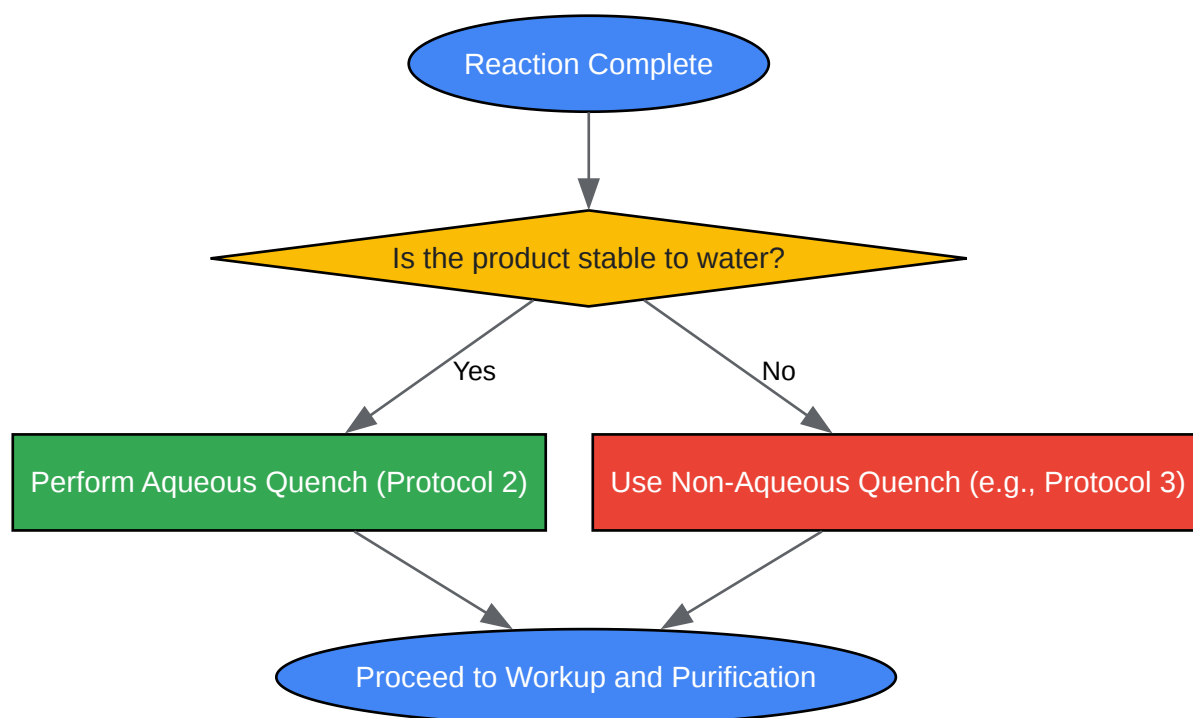 Reaction Complete
Is the product stable to water?
Yes
No
Perform Aqueous Quench (Protocol 2)
Use Non-Aqueous Quench (e.g., Protocol 3)
Proceed to Workup and Purification